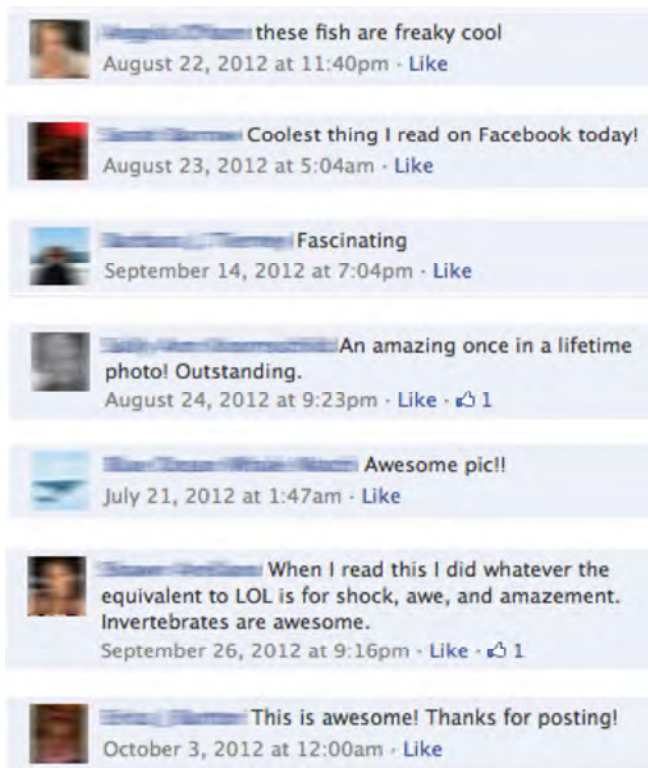 these fish are freaky cool
August 22, 2012 at 11:40pm · Like
Coolest thing I read on Facebook today!
August 23, 2012 at 5:04am · Like
Fascinating
September 14, 2012 at 7:04pm · Like
An amazing once in a lifetime
photo! Outstanding.
August 24, 2012 at 9:23pm · Like · 1
Awesome pic!!
July 21, 2012 at 1:47am · Like
When I read this I did whatever the
equivalent to LOL is for shock, awe, and amazement.
Invertebrates are awesome.
September 26, 2012 at 9:16pm · Like · 1
This is awesome! Thanks for posting!
October 3, 2012 at 12:00am · Like